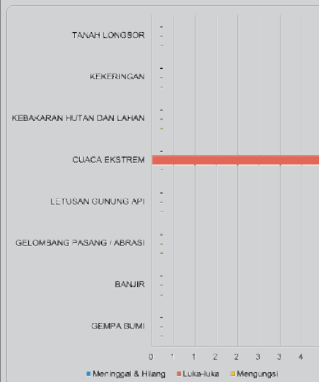 TANAH LONGSOR
KEKERINGAN
KEBAKARAN HUTAN DAN LAHAN
CUACA EKSTREM
LETUSAN GUNUNG API
GELOMBANG PASANG / ABRASI
BANJIR
GEMPA BUMI
0 1 1 2 2 3 3 4
Meninggal & Hilang Luka-luka Mengungsi